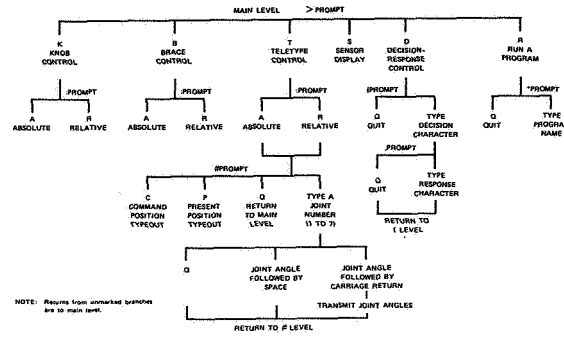 MAIN LEVEL >PROMPT
K
KNOB
CONTROL
B
BRACE
CONTROL
T
TELETYPE
CONTROL
S
SENSOR
DISPLAY
D
DECISION-
RESPONSE
CONTROL
R
RUN A
PROGRAM
:PROMPT
:PROMPT
:PROMPT
PROMPT
*PROMPT
A
ABSOLUTE
R
RELATIVE
A
ABSOLUTE
R
RELATIVE
A
ABSOLUTE
R
RELATIVE
Q
QUIT
TYPE
DECISION
CHARACTER
Q
QUIT
TYPE
PROGRA
NAME
#PROMPT
PROMPT
C
COMMAND
POSITION
TYPEOUT
P
PRESENT
POSITION
TYPEOUT
Q
RETURN
TO MAIN
LEVEL
TYPE A
JOINT
NUMBER
(1 TO 7)
Q
QUIT
TYPE
RESPONSE
CHARACTER
RETURN TO
( LEVEL
Q
JOINT ANGLE
FOLLOWED BY
SPACE
JOINT ANGLE
FOLLOWED BY
CARRIAGE RETURN
TRANSMIT JOINT ANGLES
RETURN TO # LEVEL
NOTE: Returns from unmarked branches
are to main level.